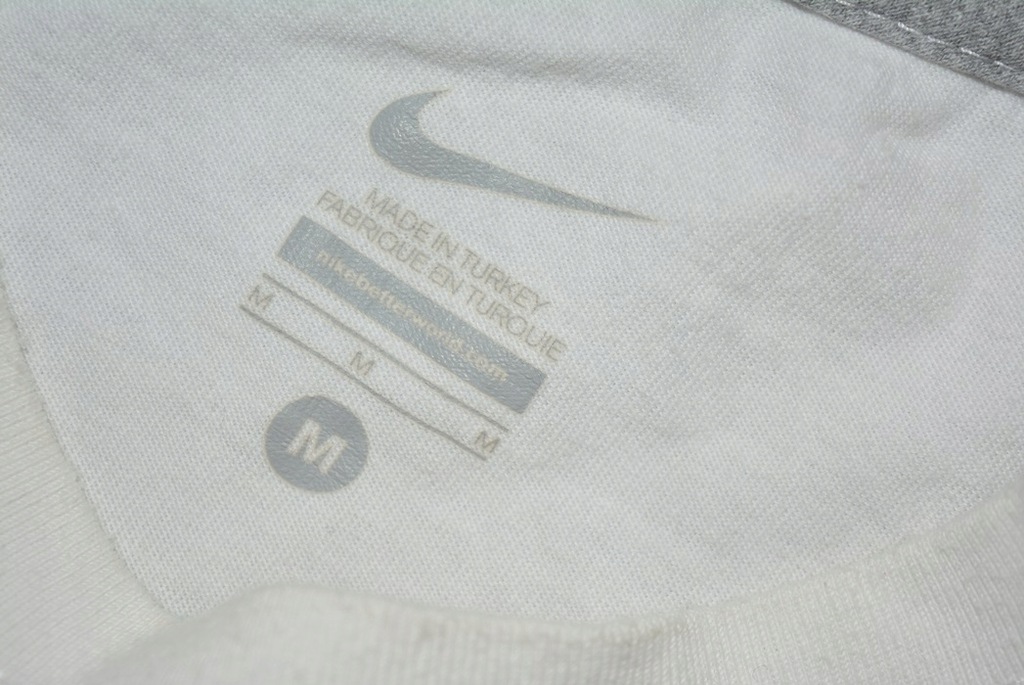 MADE IN TURKEY
FABRIQUE EN TURQUIE
nikebetterworld.com
M M M
M